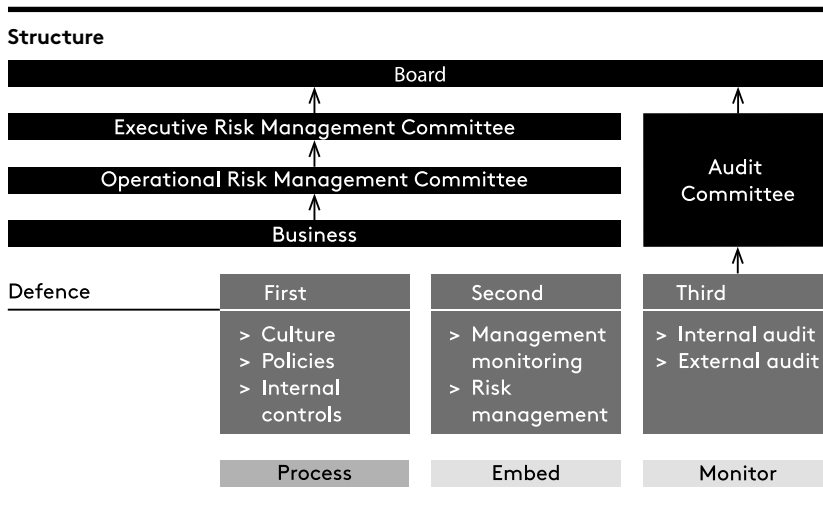 Structure
Board
Executive Risk Management Committee
Operational Risk Management Committee
Business
Audit
Committee
Defence
First
> Culture
> Policies
> Internal
controls
Second
> Management
monitoring
> Risk
management
Third
> Internal audit
> External audit
Process
Embed
Monitor